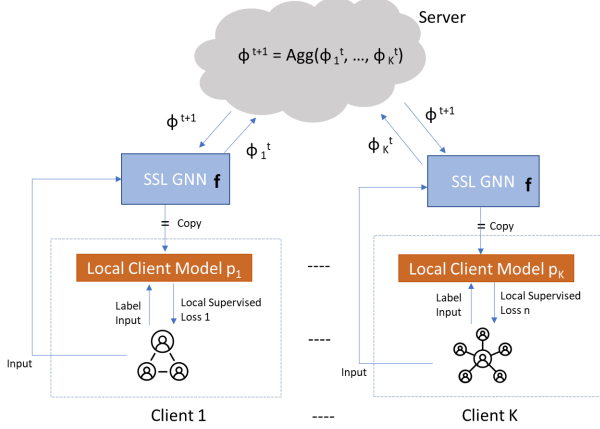 Server
ϕ^{t+1} = Agg(ϕ_1^t, ..., ϕ_K^t)
ϕ^{t+1}
ϕ_1^t
ϕ_K^t
ϕ^{t+1}
SSL GNN f
SSL GNN f
= Copy
= Copy
Local Client Model p_1
----
Local Client Model p_K
Label
Input
Local Supervised
Loss 1
Label
Input
Local Supervised
Loss n
----
Input
Input
Client 1
----
Client K